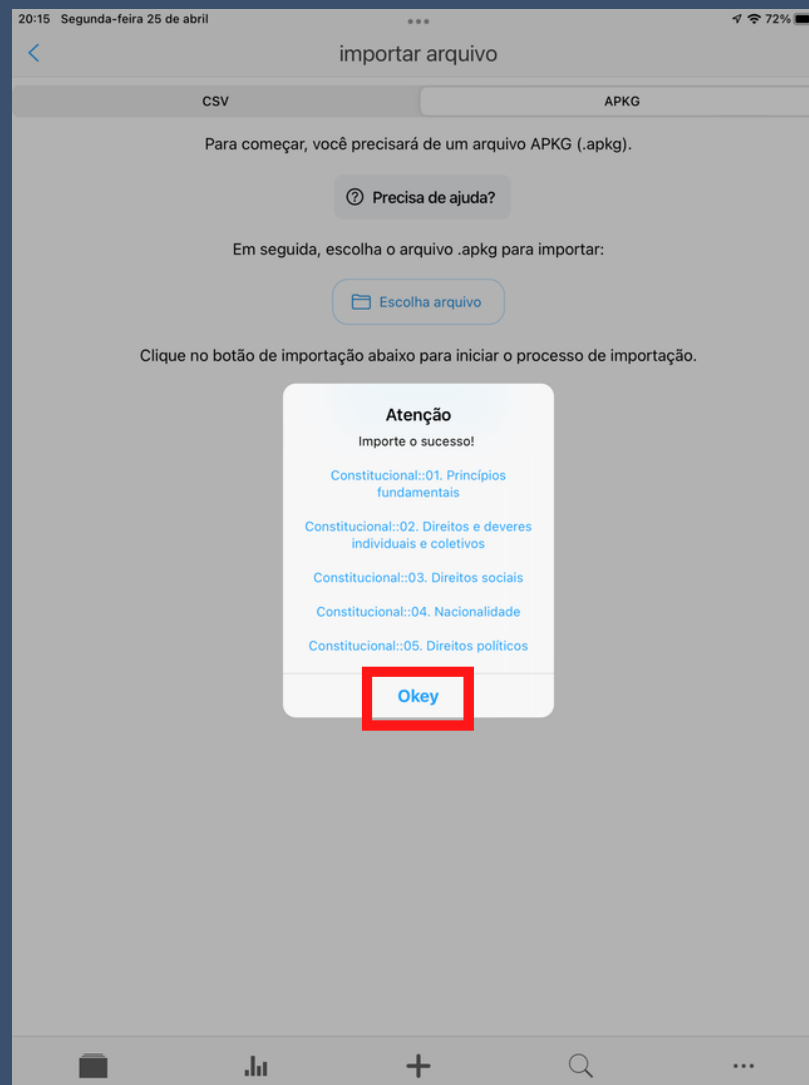 20:15 Segunda-feira 25 de abril
72%
importar arquivo
CSV
APKG
Para começar, você precisará de um arquivo APKG (.apkg).
Precisa de ajuda?
Em seguida, escolha o arquivo .apkg para importar:
Escolha arquivo
Clique no botão de importação abaixo para iniciar o processo de importação.
Atenção
Importe o sucesso!
Constitucional::01. Princípios
fundamentais
Constitucional::02. Direitos e deveres
individuais e coletivos
Constitucional::03. Direitos sociais
Constitucional::04. Nacionalidade
Constitucional::05. Direitos políticos
Okey